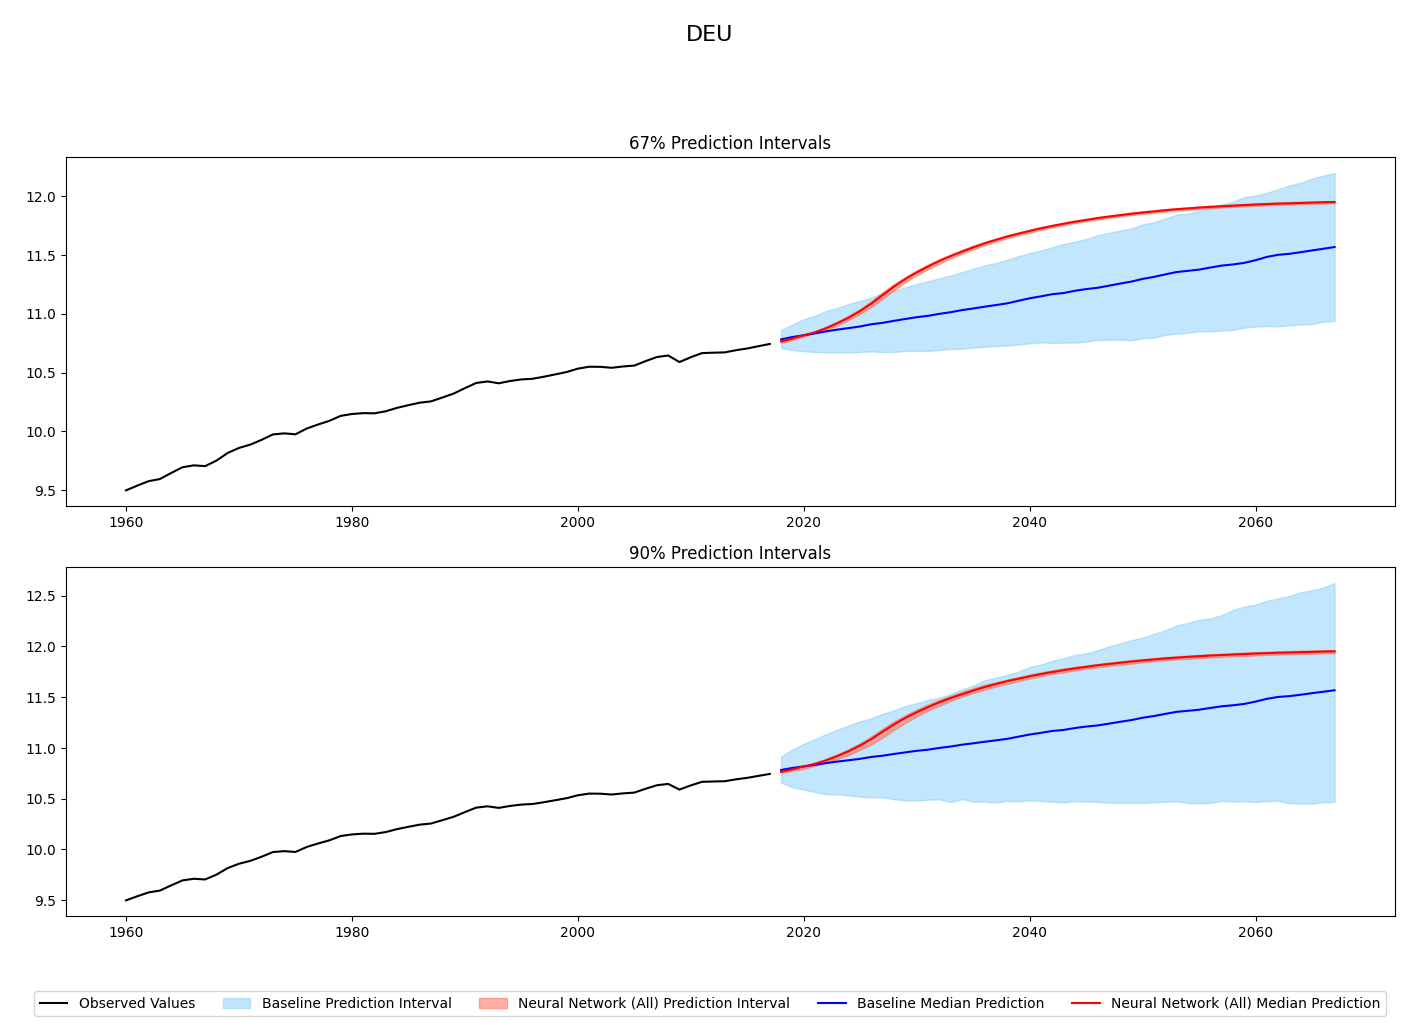 DEU
67% Prediction Intervals
12.0
11.5
11.0
10.5
10.0
9.5
1960 1980 2000 2020 2040 2060
90% Prediction Intervals
12.5
12.0
11.5
11.0
10.5
10.0
9.5
1960 1980 2000 2020 2040 2060
Observed Values Baseline Prediction Interval Neural Network (All) Prediction Interval Baseline Median Prediction Neural Network (All) Median Prediction